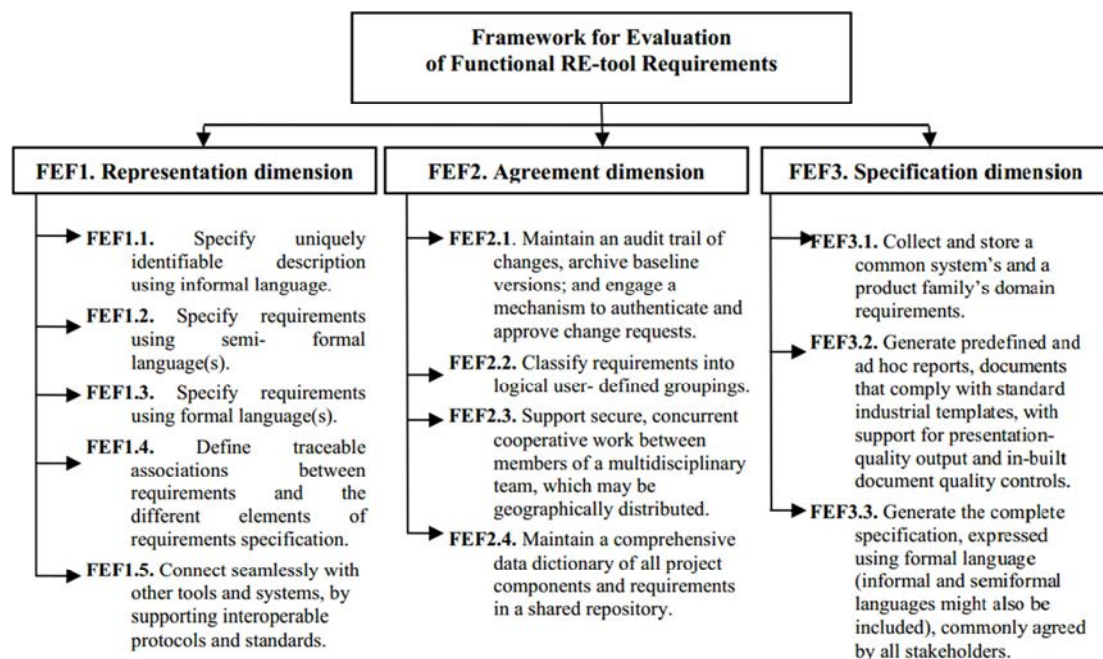 Framework for Evaluation
of Functional RE-tool Requirements
FEF1. Representation dimension
FEF1.1. Specify uniquely
identifiable description
using informal language.
FEF1.2. Specify requirements
using semi- formal
language(s).
FEF1.3. Specify requirements
using formal language(s).
FEF1.4. Define traceable
associations between
requirements and the
different elements of
requirements specification.
FEF1.5. Connect seamlessly with
other tools and systems, by
supporting interoperable
protocols and standards.
FEF2. Agreement dimension
FEF2.1. Maintain an audit trail of
changes, archive baseline
versions; and engage a
mechanism to authenticate and
approve change requests.
FEF2.2. Classify requirements into
logical user- defined groupings.
FEF2.3. Support secure, concurrent
cooperative work between
members of a multidisciplinary
team, which may be
geographically distributed.
FEF2.4. Maintain a comprehensive
data dictionary of all project
components and requirements
in a shared repository.
FEF3. Specification dimension
FEF3.1. Collect and store a
common system's and a
product family's domain
requirements.
FEF3.2. Generate predefined and
ad hoc reports, documents
that comply with standard
industrial templates, with
support for presentation-
quality output and in-built
document quality controls.
FEF3.3. Generate the complete
specification, expressed
using formal language
(informal and semiformal
languages might also be
included), commonly agreed
by all stakeholders.